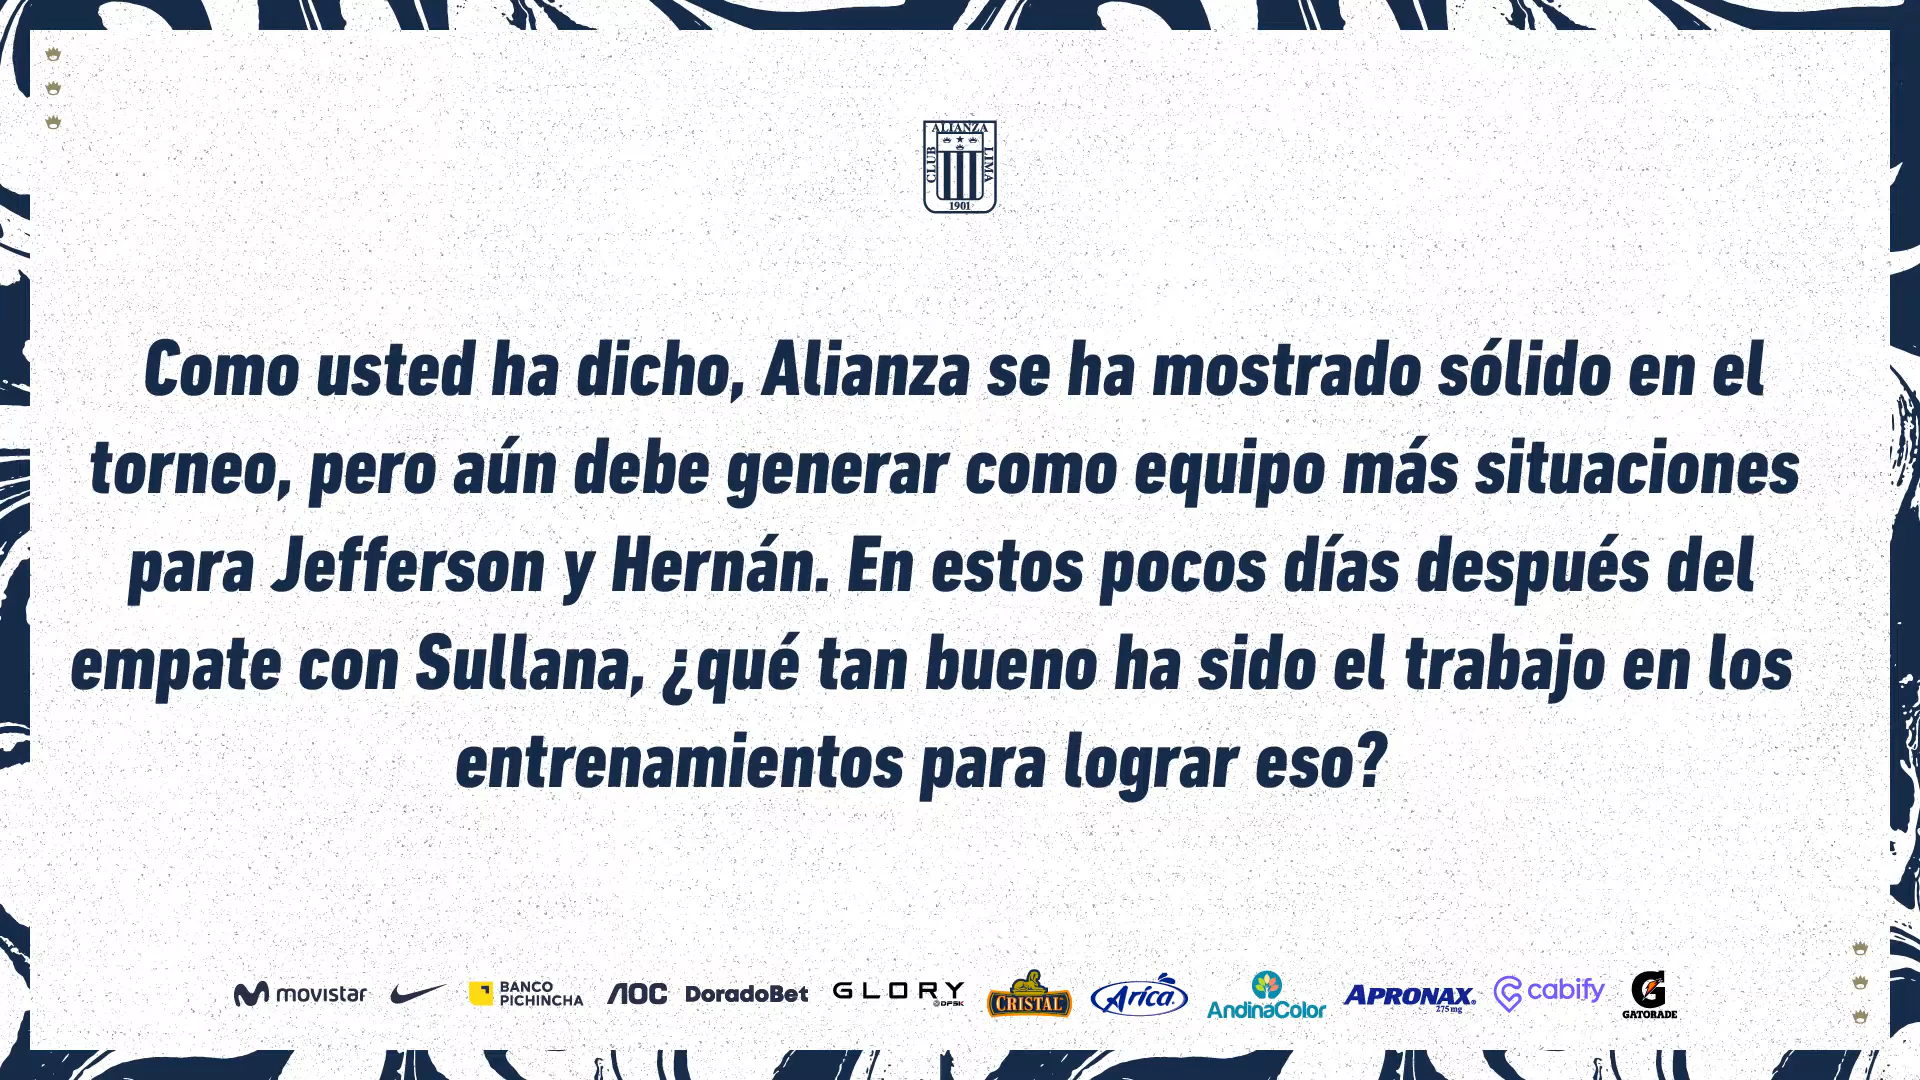 ALIANZA
CLUB
LIMA
1901
Como usted ha dicho, Alianza se ha mostrado sólido en el
torneo, pero aún debe generar como equipo más situaciones
para Jefferson y Hernán. En estos pocos días después del
empate con Sullana, ¿qué tan bueno ha sido el trabajo en los
entrenamientos para lograr eso?
movistar
BANCO
PICHINCHA
AOC
DoradoBet
GLORY
DFSK
CRISTAL
Arica.
AndinaColor
APRONAX.
275mg
cabify
G
GATORADE